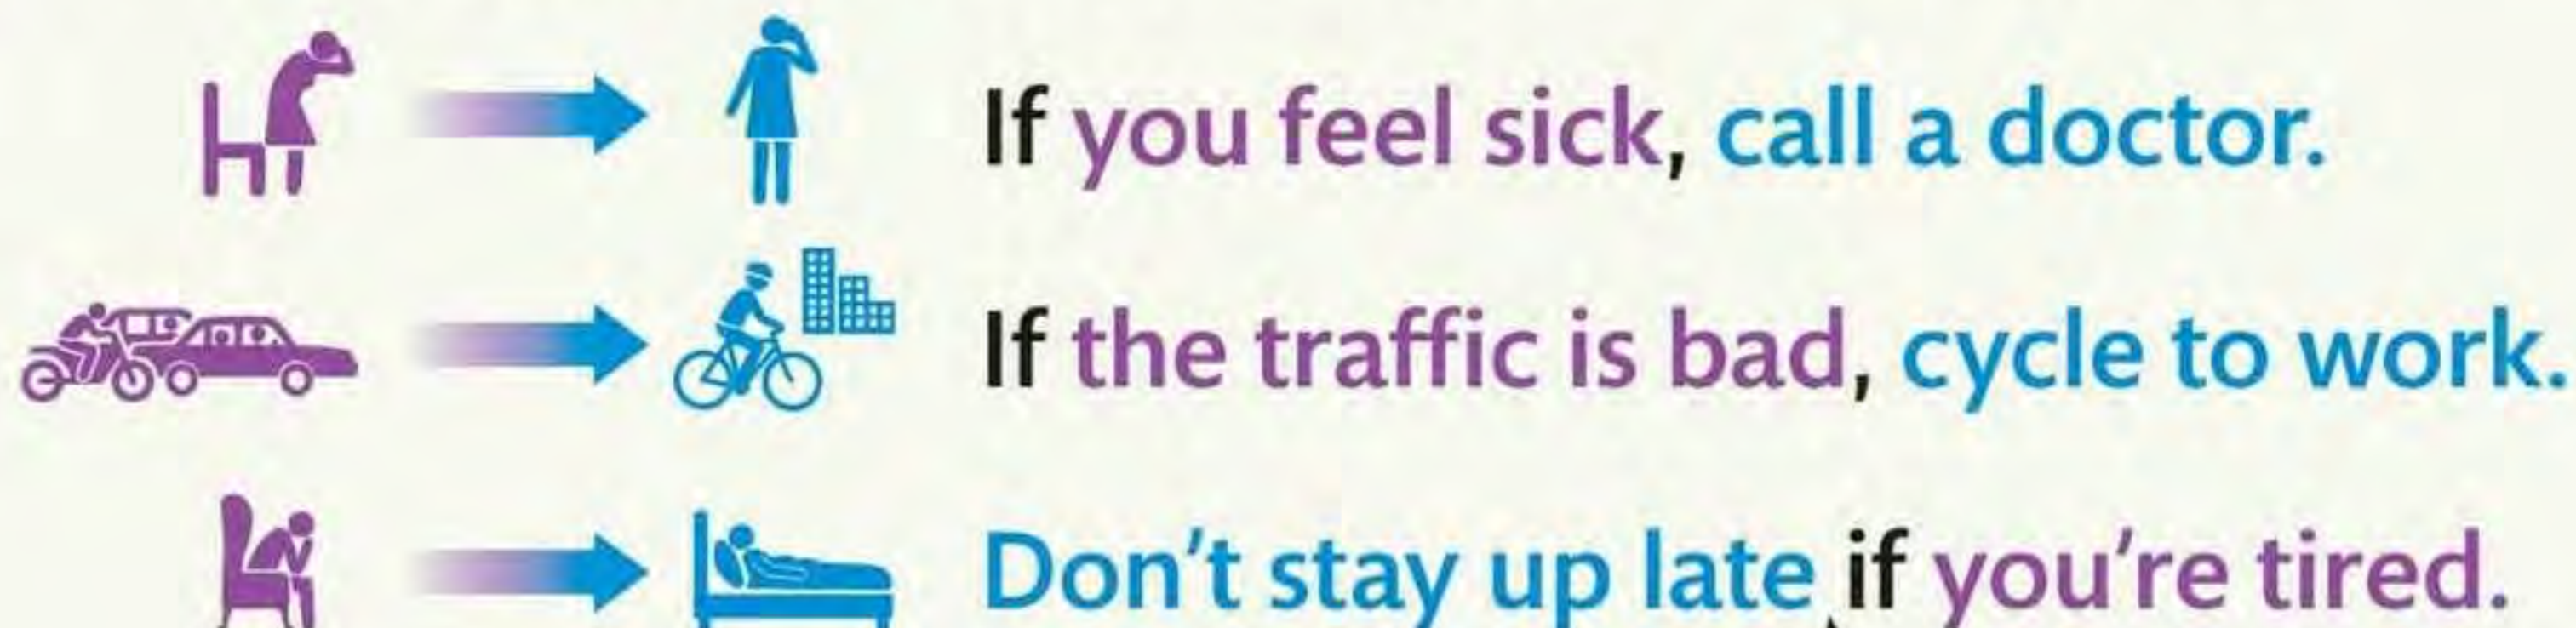 If you feel sick, call a doctor.
If the traffic is bad, cycle to work.
Don't stay up late if you're tired.